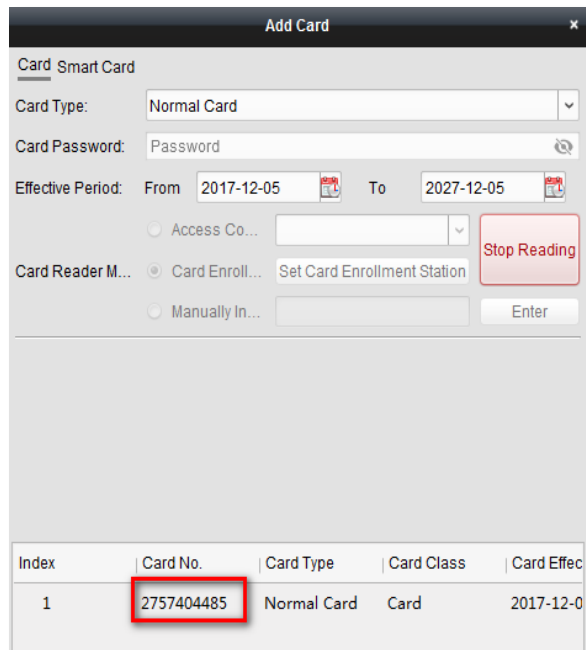 Add Card ×
Card Smart Card
Card Type: Normal Card
Card Password: Password
Effective Period: From 2017-12-05 To 2027-12-05
Access Co...
Stop Reading
Card Reader M... Card Enroll... Set Card Enrollment Station
Manually In... Enter
Index Card No. Card Type Card Class Card Effec
1 2757404485 Normal Card Card 2017-12-0